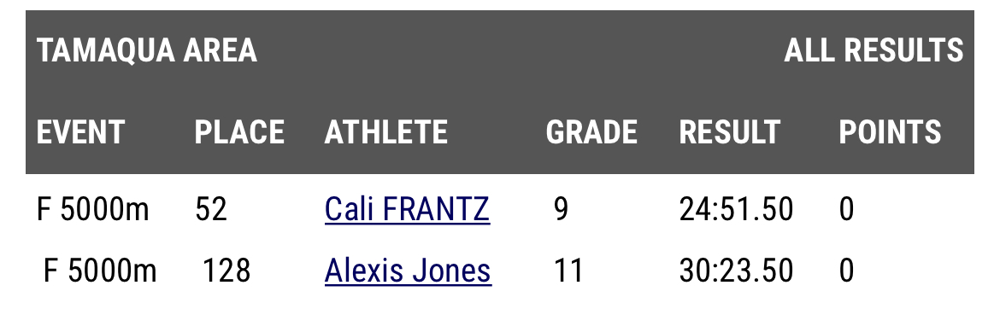 TAMAQUA AREA ALL RESULTS
EVENT PLACE ATHLETE GRADE RESULT POINTS
F 5000m 52 Cali FRANTZ 9 24:51.50 0
F 5000m 128 Alexis Jones 11 30:23.50 0